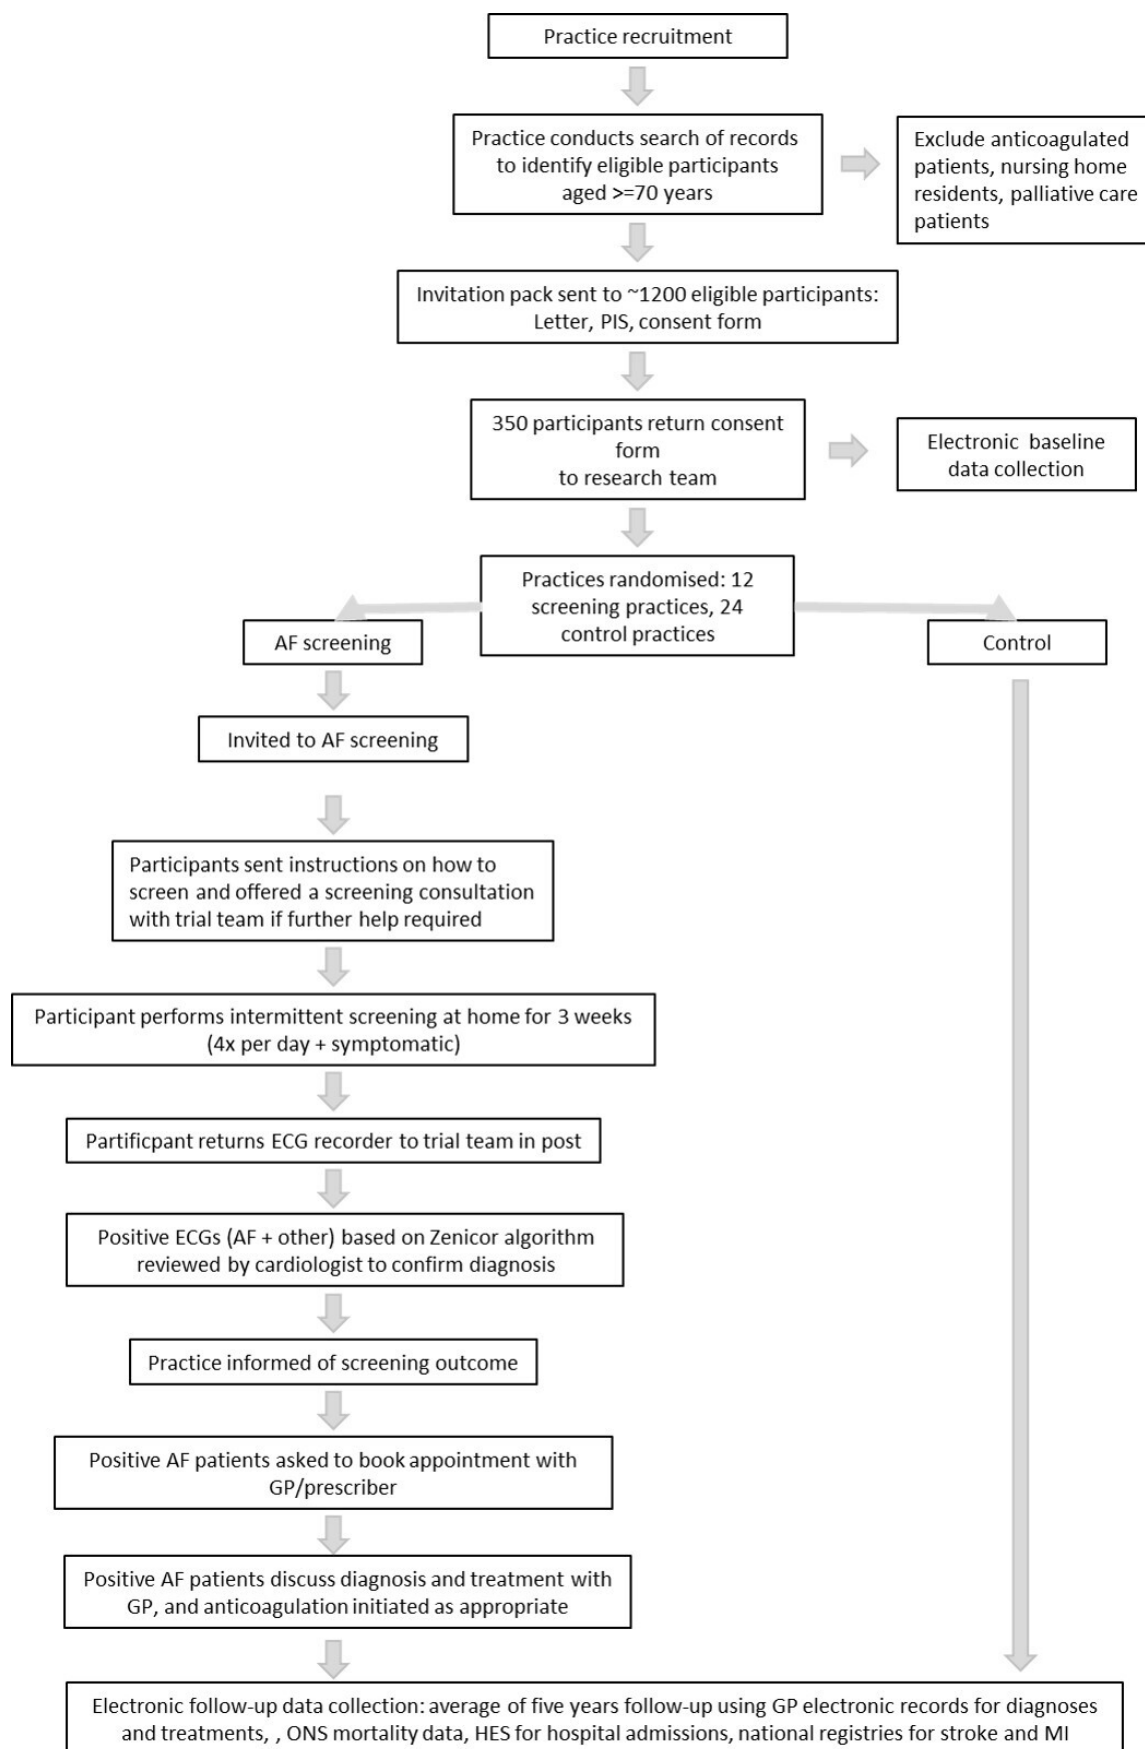 Practice recruitment
Practice conducts search of records
to identify eligible participants
aged >=70 years
Exclude anticoagulated
patients, nursing home
residents, palliative care
patients
Invitation pack sent to ~1200 eligible participants:
Letter, PIS, consent form
350 participants return consent
form
to research team
Electronic baseline
data collection
Practices randomised: 12
screening practices, 24
control practices
AF screening
Control
Invited to AF screening
Participants sent instructions on how to
screen and offered a screening consultation
with trial team if further help required
Participant performs intermittent screening at home for 3 weeks
(4x per day + symptomatic)
Partificpant returns ECG recorder to trial team in post
Positive ECGs (AF + other) based on Zenicor algorithm
reviewed by cardiologist to confirm diagnosis
Practice informed of screening outcome
Positive AF patients asked to book appointment with
GP/prescriber
Positive AF patients discuss diagnosis and treatment with
GP, and anticoagulation initiated as appropriate
Electronic follow-up data collection: average of five years follow-up using GP electronic records for diagnoses
and treatments, , ONS mortality data, HES for hospital admissions, national registries for stroke and MI